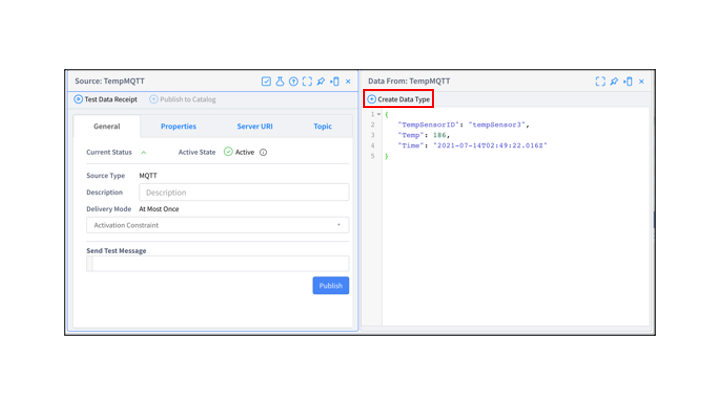 Source: TempMQTT
Test Data Receipt
Publish to Catalog
General
Properties
Server URI
Topic
Current Status
Active State
Active
Source Type
MQTT
Description
Description
Delivery Mode
At Most Once
Activation Constraint
Send Test Message
Publish
Data From: TempMQTT
Create Data Type
1 {
2 "TempSensorID": "tempSensor3",
3 "Temp": 186,
4 "Time": "2021-07-14T02:49:22.016Z"
5 }